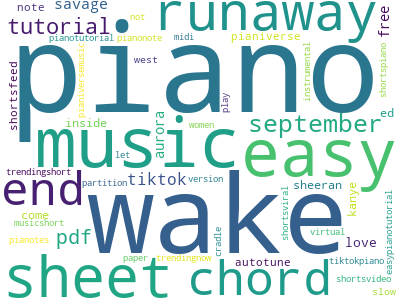 note savage
runaway
tutorial
free
pianotutorial pianonote not midi pianiverse
piano
shortsfeed
pianiversemusic
west
play
instrumental
shortspiano
inside
aurora
women
september
ed
music
easy
trendingshort
let
partition
tiktok
version
sheeran
end
wake
come
musicshort
shortsviral
kanye
easypianotutorial
pianotes
pdf
cradle
virtual
love
paper
trendingnow
autotune
tiktokpiano
sheet
chord
shortsvideo
slow